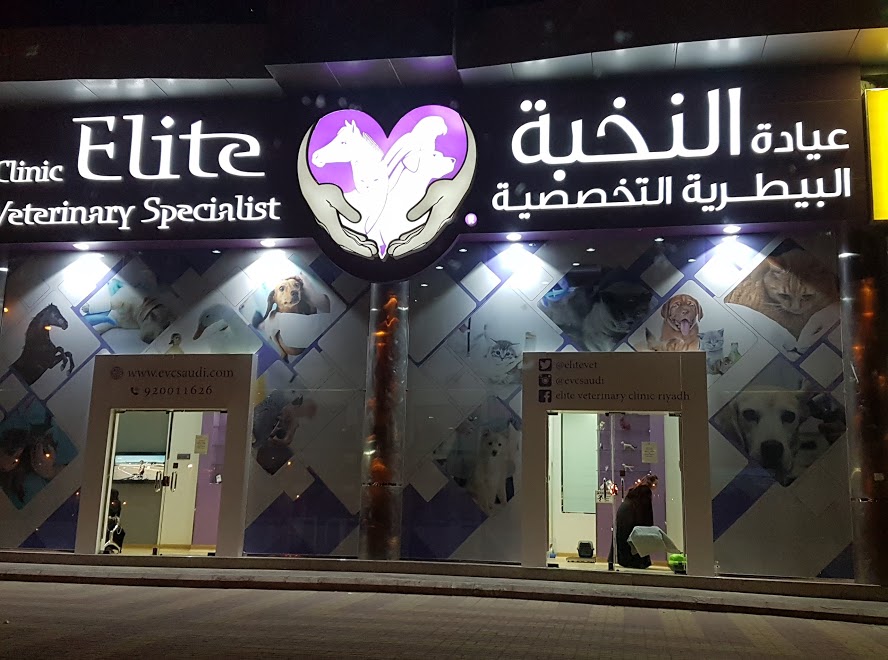 Clinic Elite
Veterinary Specialist
عيادة النخبة
البيطرية التخصصية
®
www.evcsaudi.com
920011626
@elitevet
@evcsaudi
elite veterinary clinic riyadh